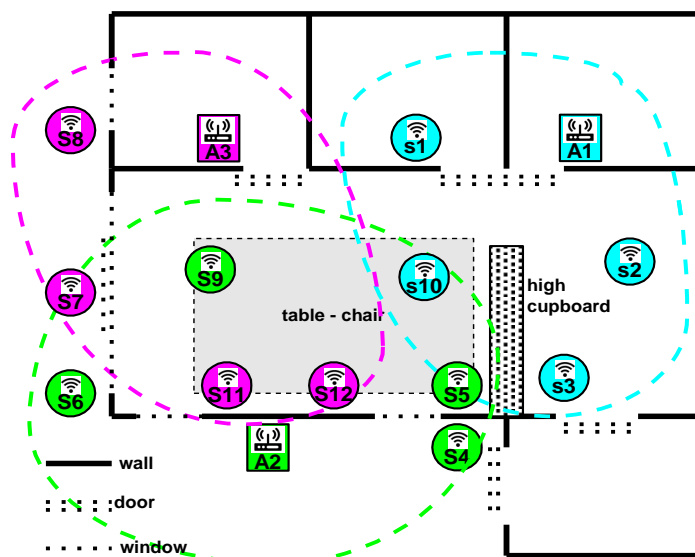 S8
A3
s1
A1
S9
s10
s2
S7
high
cupboard
table - chair
S6
S11
S12
S5
s3
A2
S4
wall
door
window